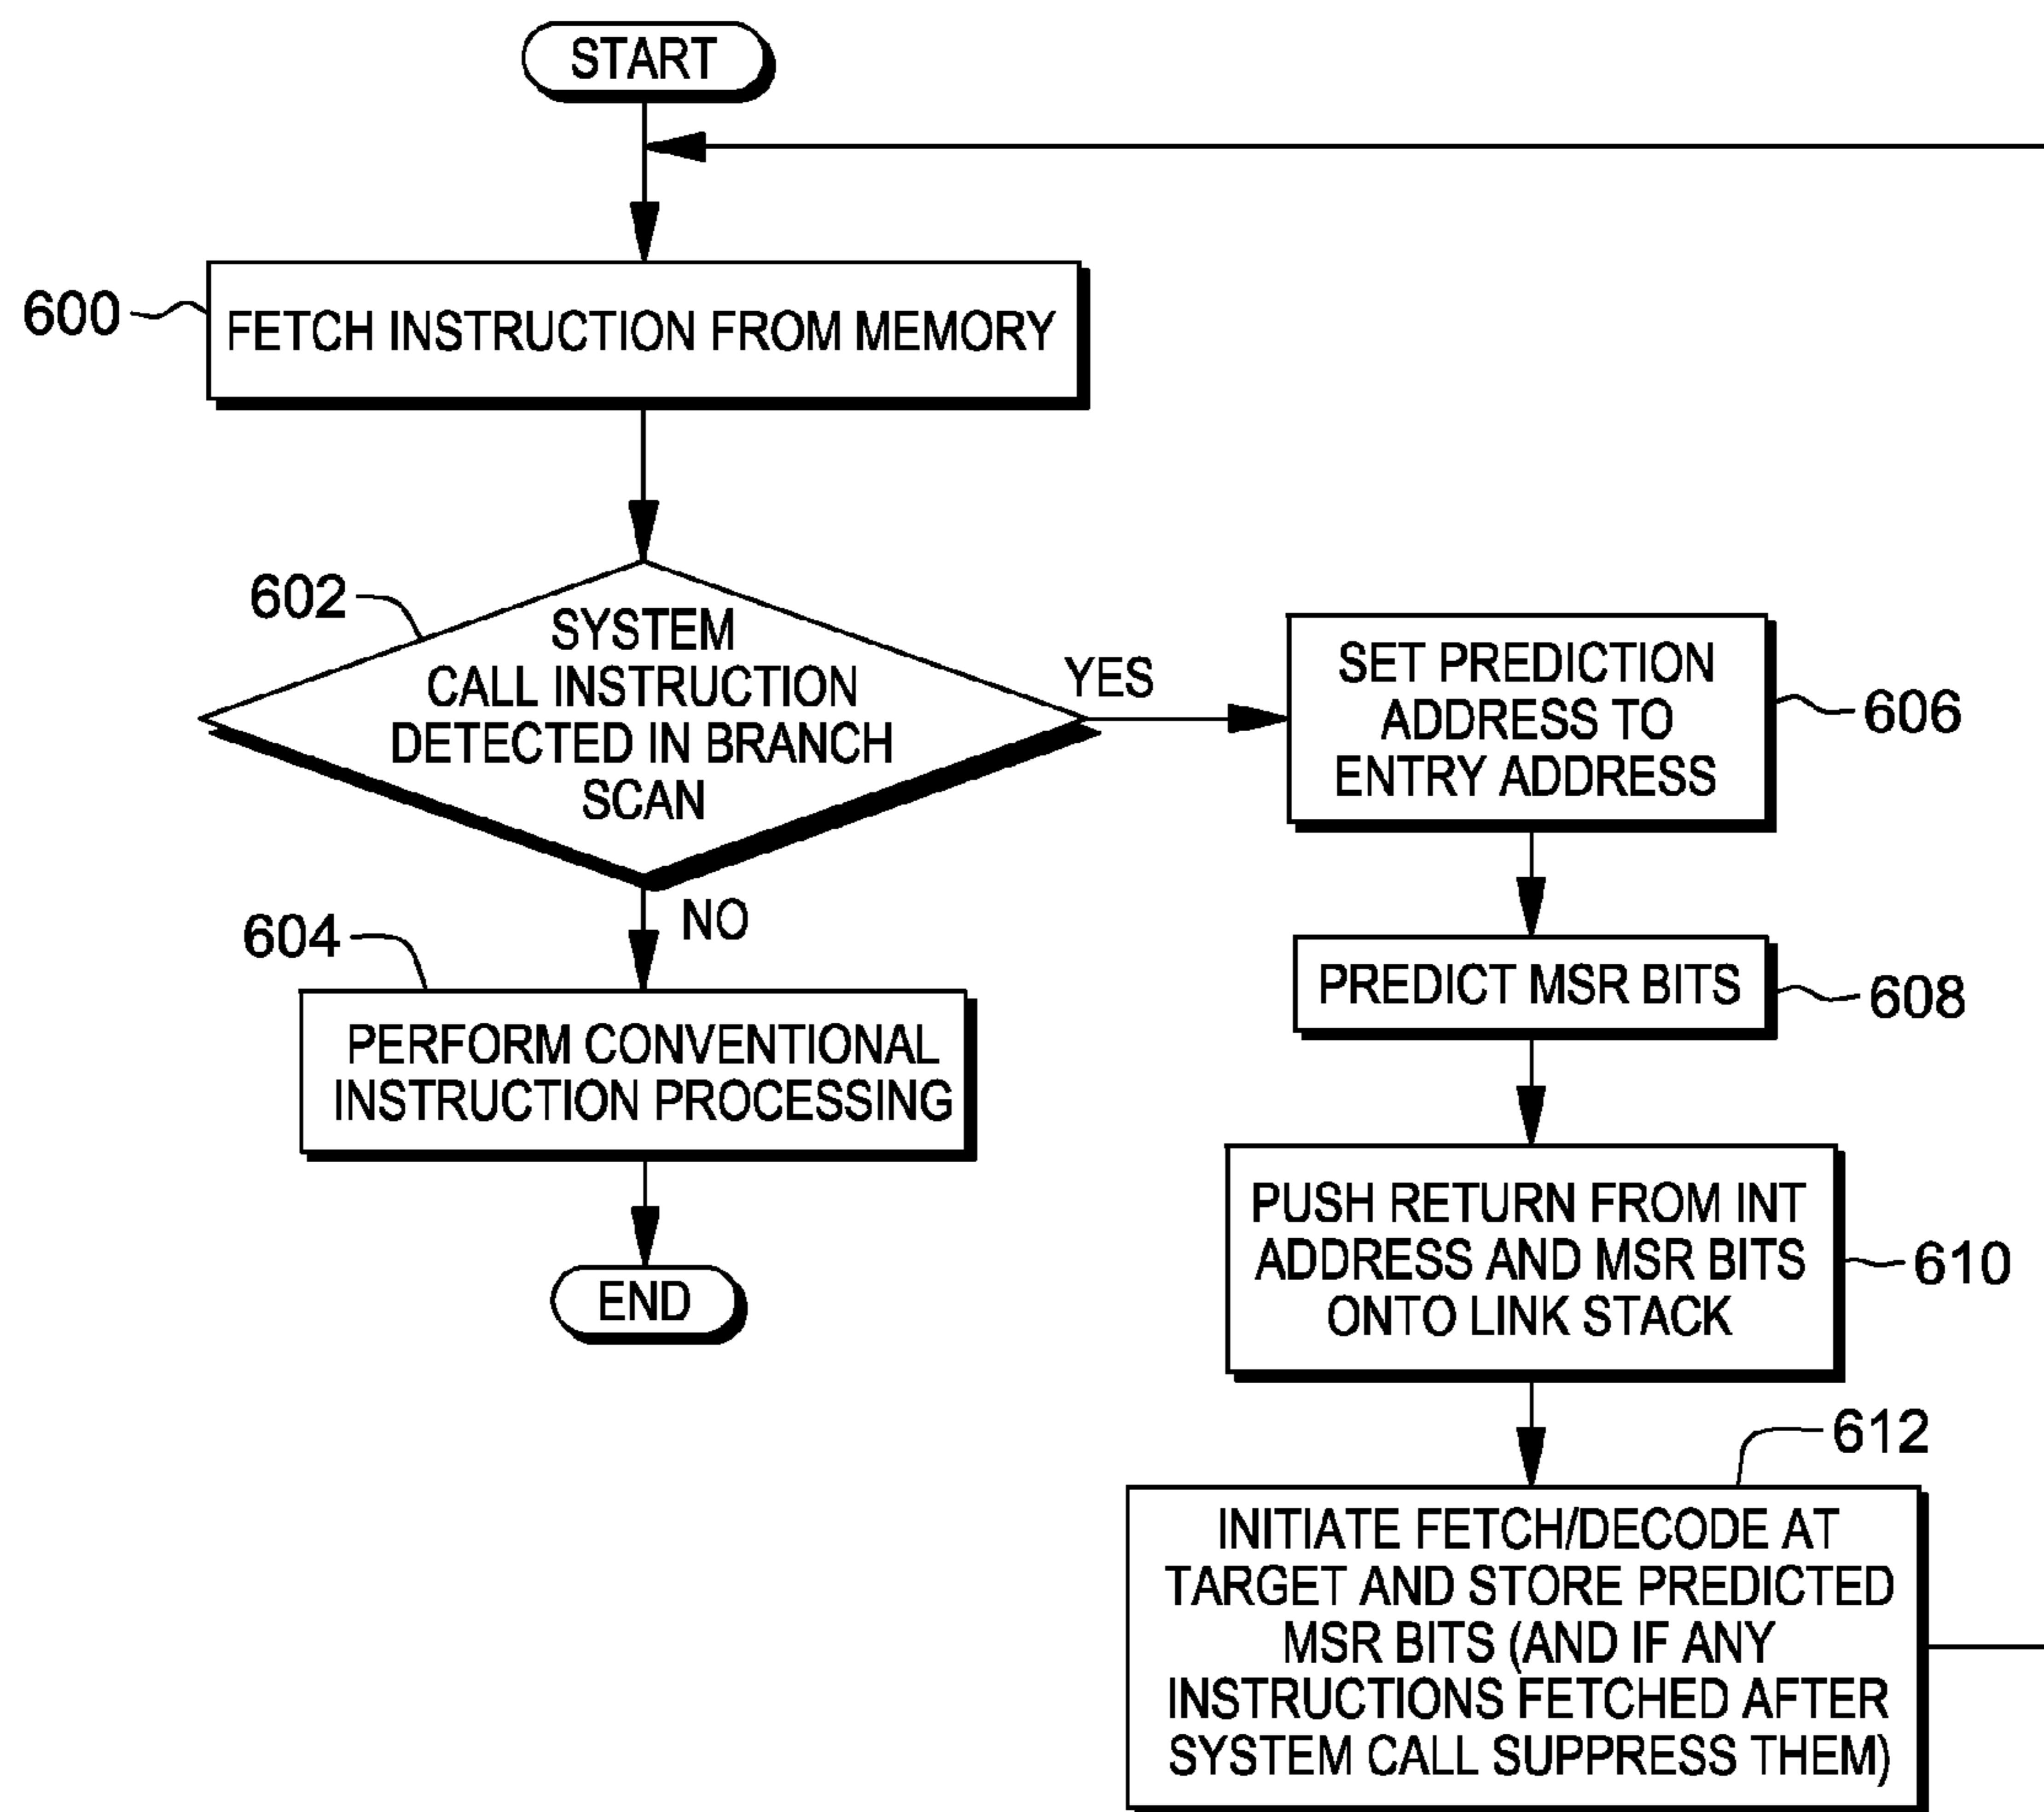 START
600
FETCH INSTRUCTION FROM MEMORY
602
SYSTEM
CALL INSTRUCTION
DETECTED IN BRANCH
SCAN
YES
NO
604
PERFORM CONVENTIONAL
INSTRUCTION PROCESSING
END
SET PREDICTION
ADDRESS TO
ENTRY ADDRESS
606
PREDICT MSR BITS
608
PUSH RETURN FROM INT
ADDRESS AND MSR BITS
ONTO LINK STACK
610
612
INITIATE FETCH/DECODE AT
TARGET AND STORE PREDICTED
MSR BITS (AND IF ANY
INSTRUCTIONS FETCHED AFTER
SYSTEM CALL SUPPRESS THEM)